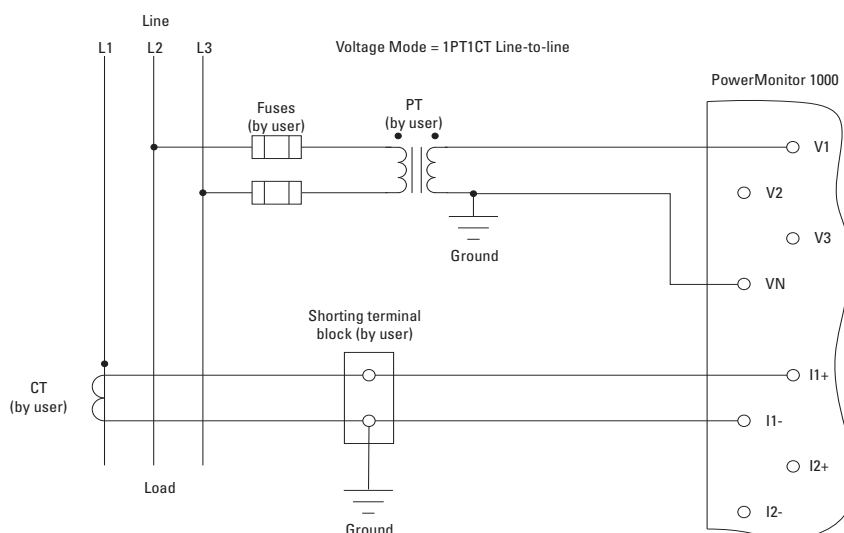 Line
L1
L2
L3
Voltage Mode = 1PT1CT Line-to-line
PowerMonitor 1000
Fuses
(by user)
PT
(by user)
V1
V2
V3
Ground
VN
Shorting terminal
block (by user)
CT
(by user)
I1+
I1-
I2+
Load
I2-
Ground